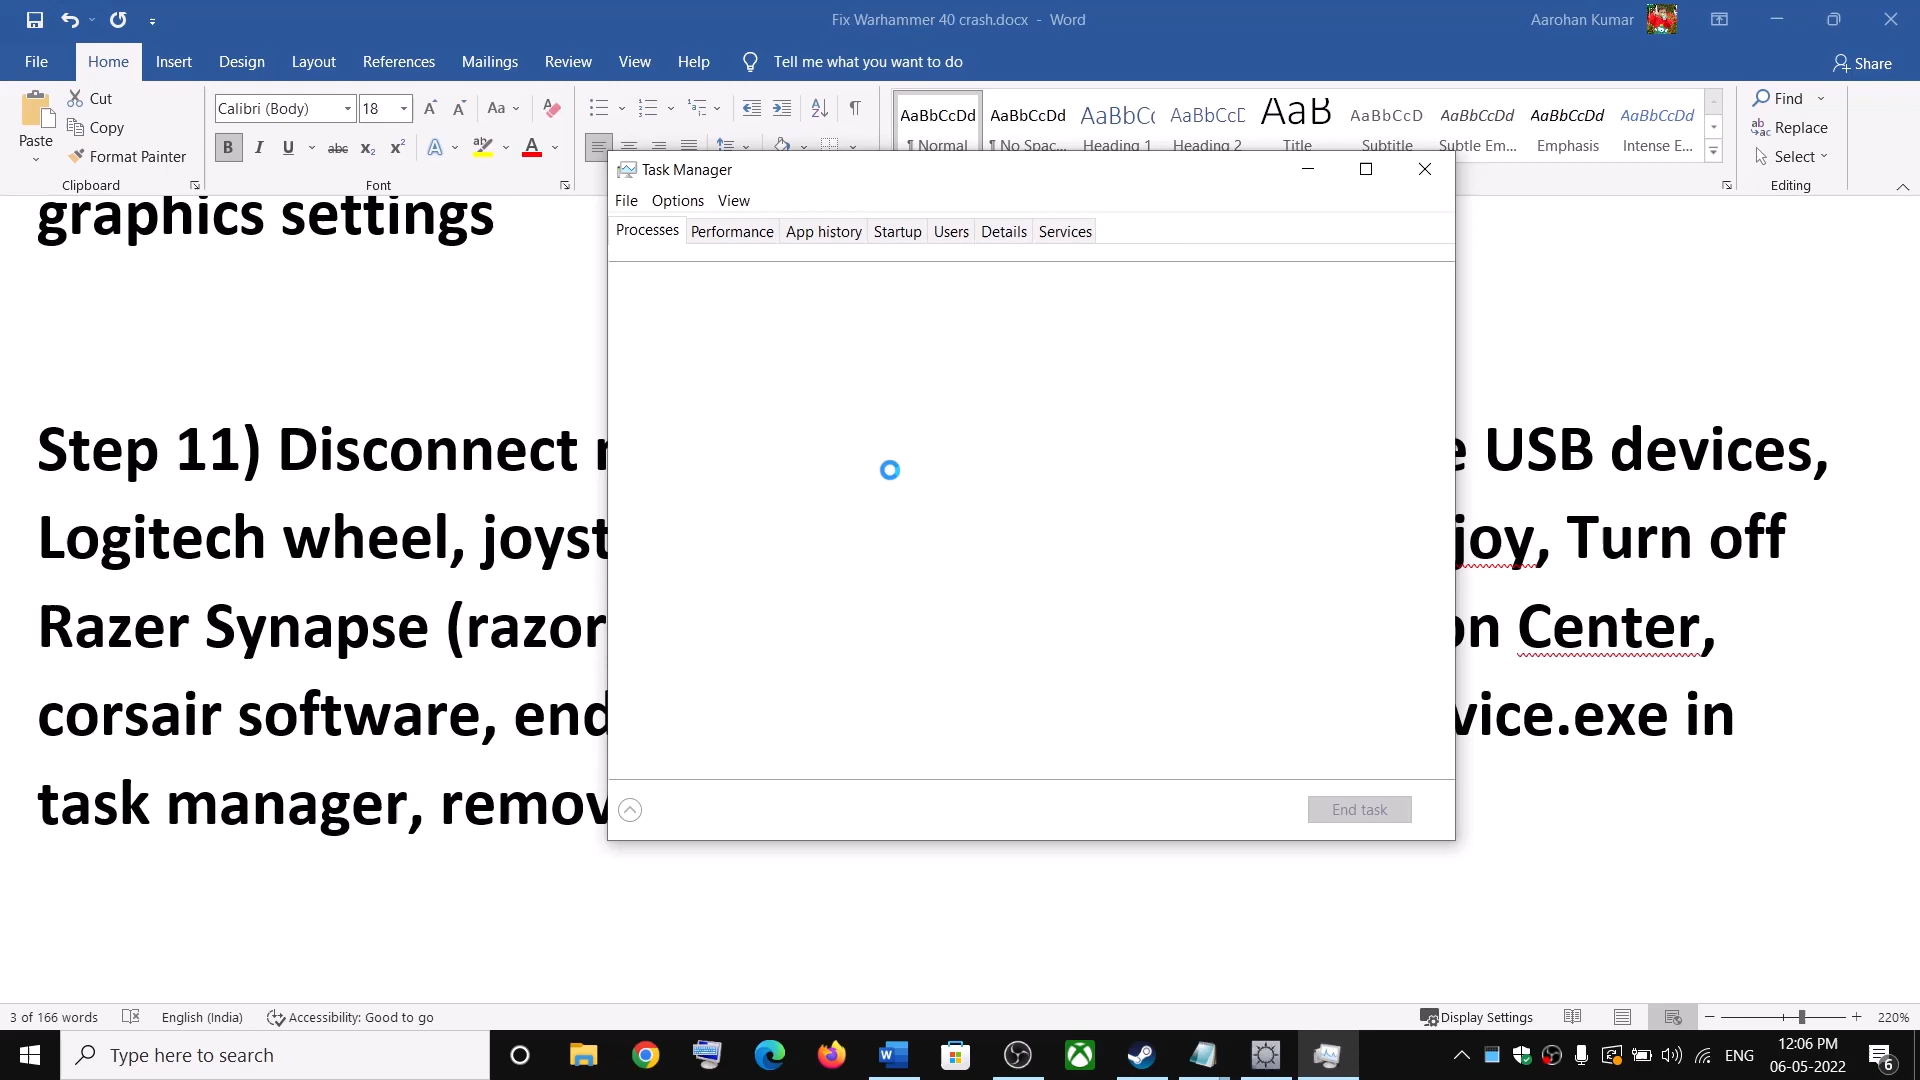 Fix Warhammer 40 crash.docx - Word
Aarohan Kumar
File Home Insert Design Layout References Mailings Review View Help Tell me what you want to do
Share
Paste
Cut
Copy
Format Painter
Clipboard
Calibri (Body) 18
Aa
B I U abc x₂ x² A A
Font
AaBbCcDd AaBbCcDd AaBbCc AaBbCcD AaB AaBbCcD AaBbCcDd AaBbCcDd AaBbCcDd
¶ Normal ¶ No Spac... Heading 1 Heading 2 Title Subtitle Subtle Em... Emphasis Intense E...
Find
Replace
Select
Editing
graphics settings
Step 11) Disconnect
USB devices,
Logitech wheel, joyst
joy, Turn off
Razer Synapse (razor
on Center,
corsair software, end
vice.exe in
task manager, remov
Task Manager
File Options View
Processes Performance App history Startup Users Details Services
End task
3 of 166 words English (India) Accessibility: Good to go
Display Settings
220%
Type here to search
ENG
12:06 PM
06-05-2022
6